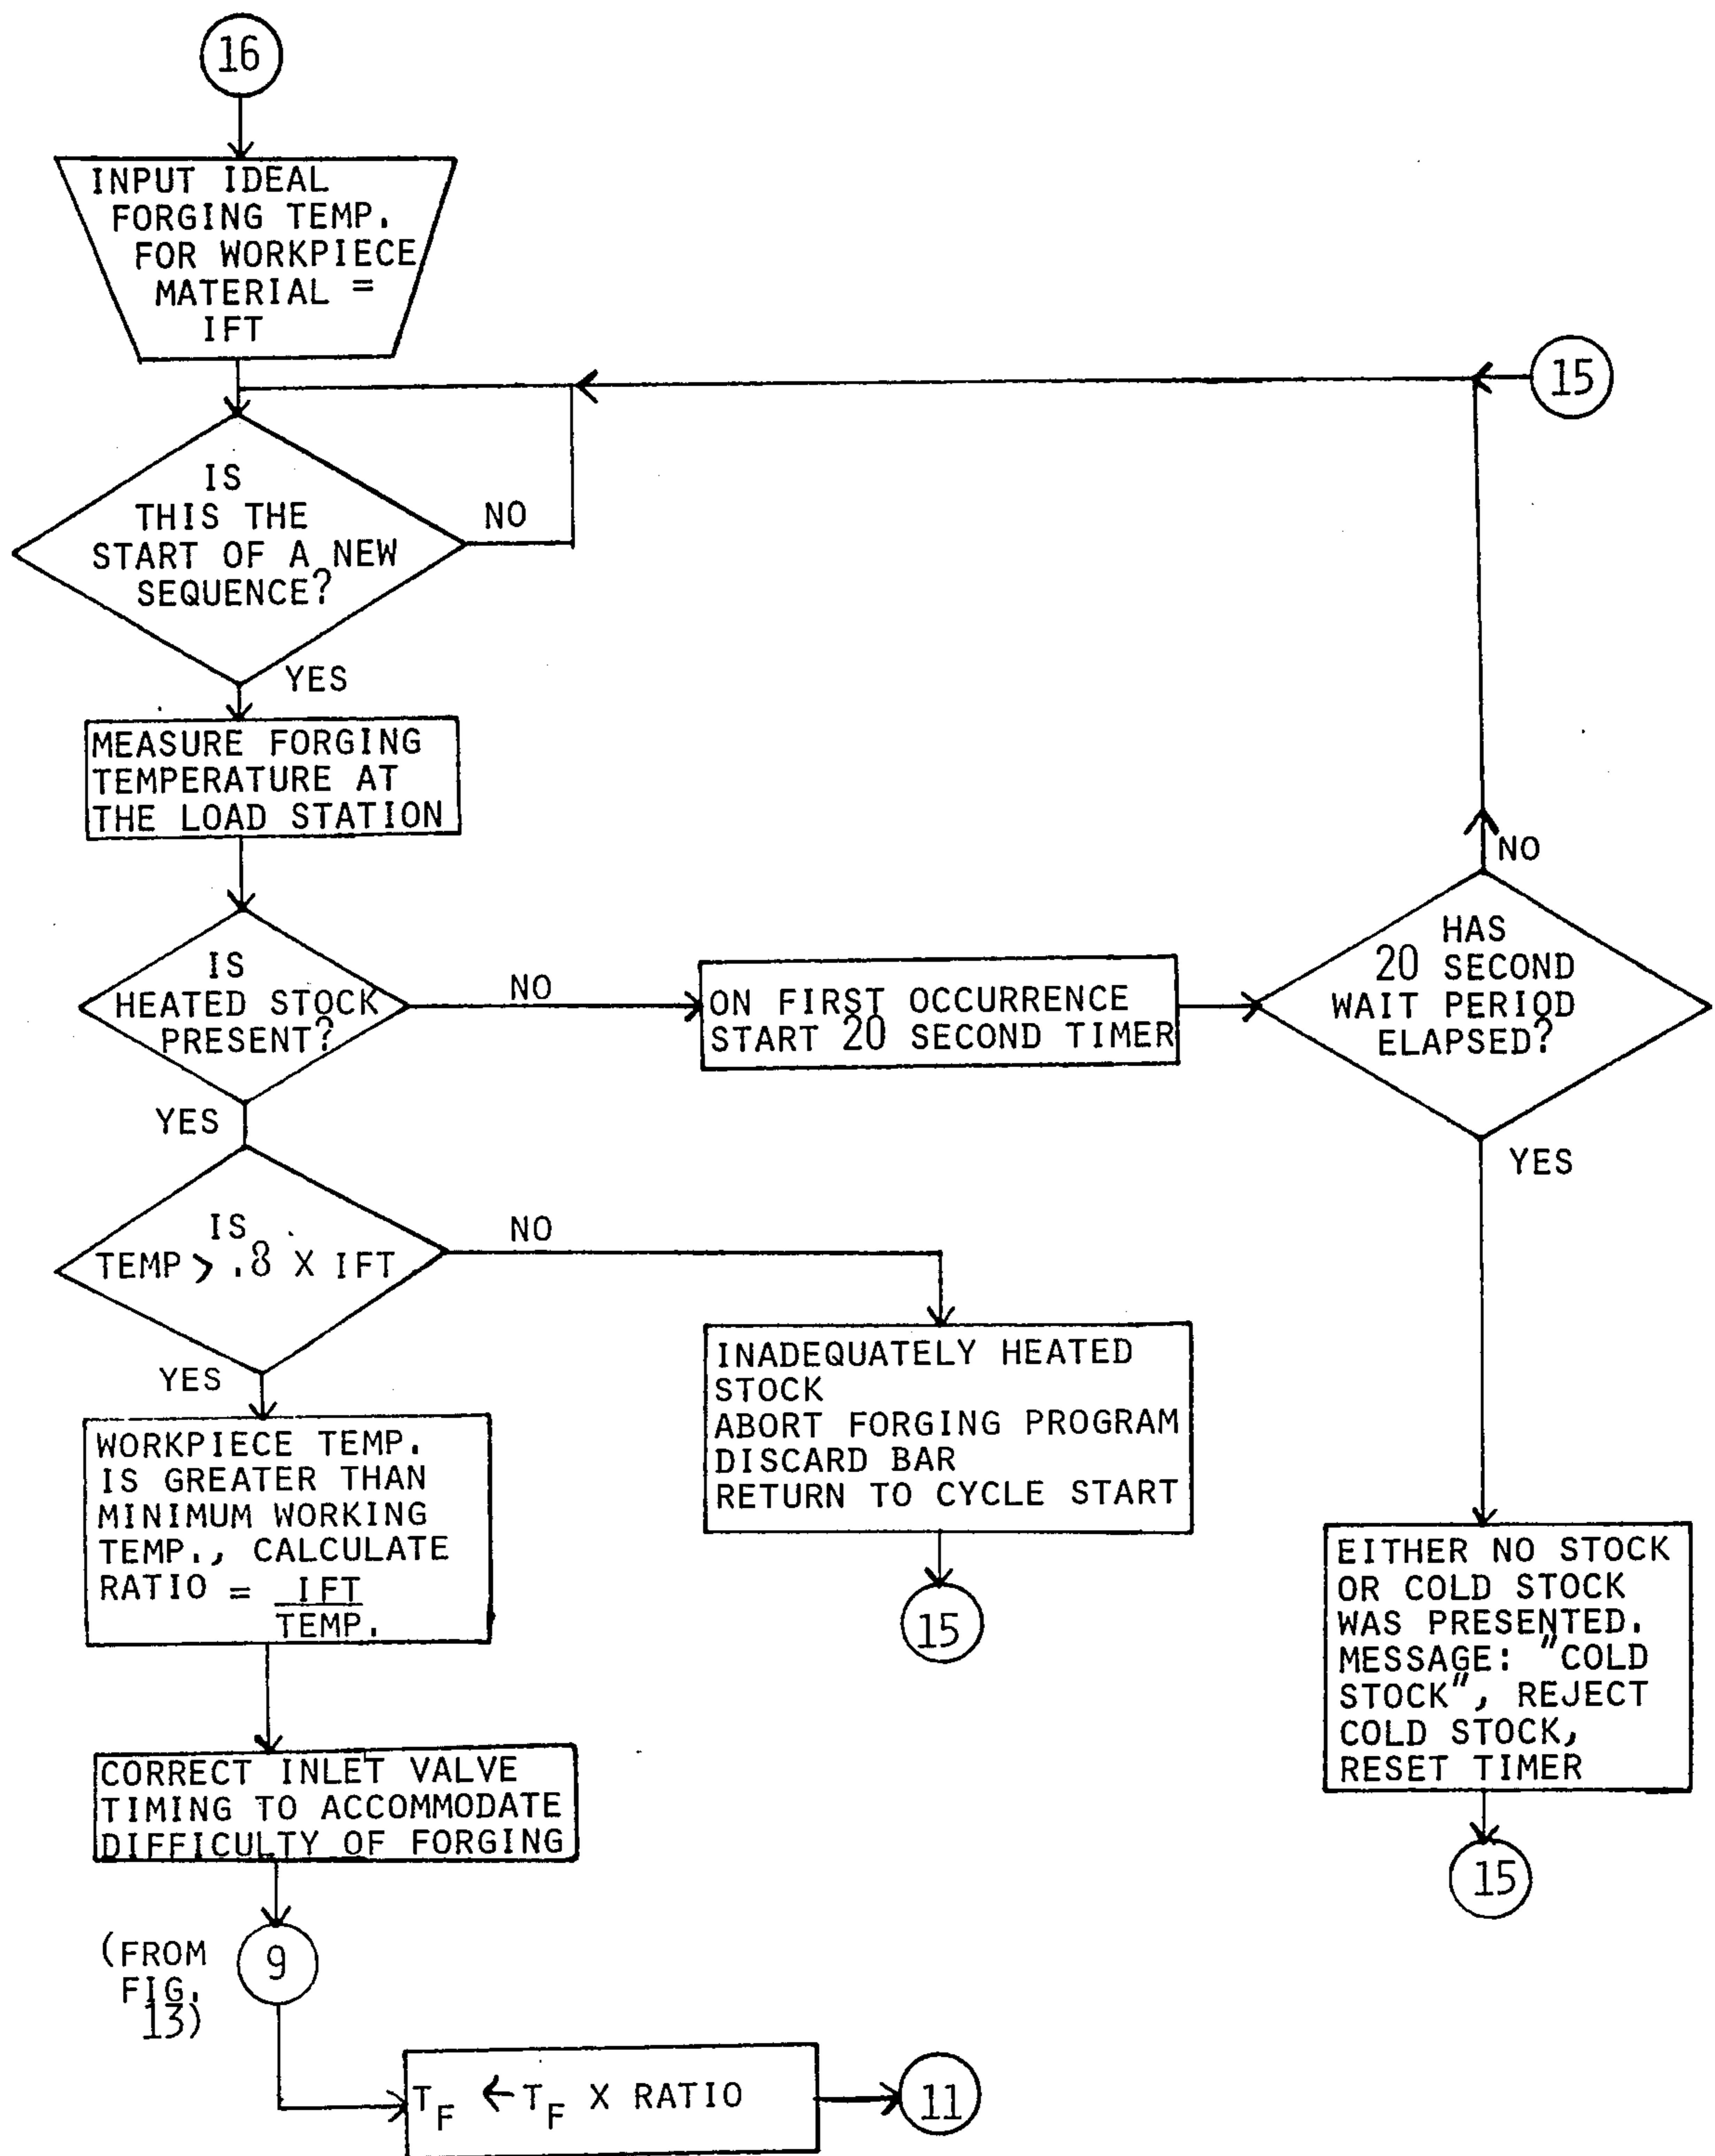 16
INPUT IDEAL
FORGING TEMP.
FOR WORKPIECE
MATERIAL =
IFT
15
IS
THIS THE
START OF A NEW
SEQUENCE?
NO
YES
MEASURE FORGING
TEMPERATURE AT
THE LOAD STATION
IS
HEATED STOCK
PRESENT?
NO
ON FIRST OCCURRENCE
START 20 SECOND TIMER
HAS
20 SECOND
WAIT PERIOD
ELAPSED?
NO
YES
YES
IS
TEMP > .8 X IFT
NO
YES
INADEQUATELY HEATED
STOCK
ABORT FORGING PROGRAM
DISCARD BAR
RETURN TO CYCLE START
15
WORKPIECE TEMP.
IS GREATER THAN
MINIMUM WORKING
TEMP., CALCULATE
RATIO = IFT
TEMP.
EITHER NO STOCK
OR COLD STOCK
WAS PRESENTED.
MESSAGE: "COLD
STOCK", REJECT
COLD STOCK,
RESET TIMER
15
CORRECT INLET VALVE
TIMING TO ACCOMMODATE
DIFFICULTY OF FORGING
(FROM
FIG.
13)
9
T_F ← T_F X RATIO
11